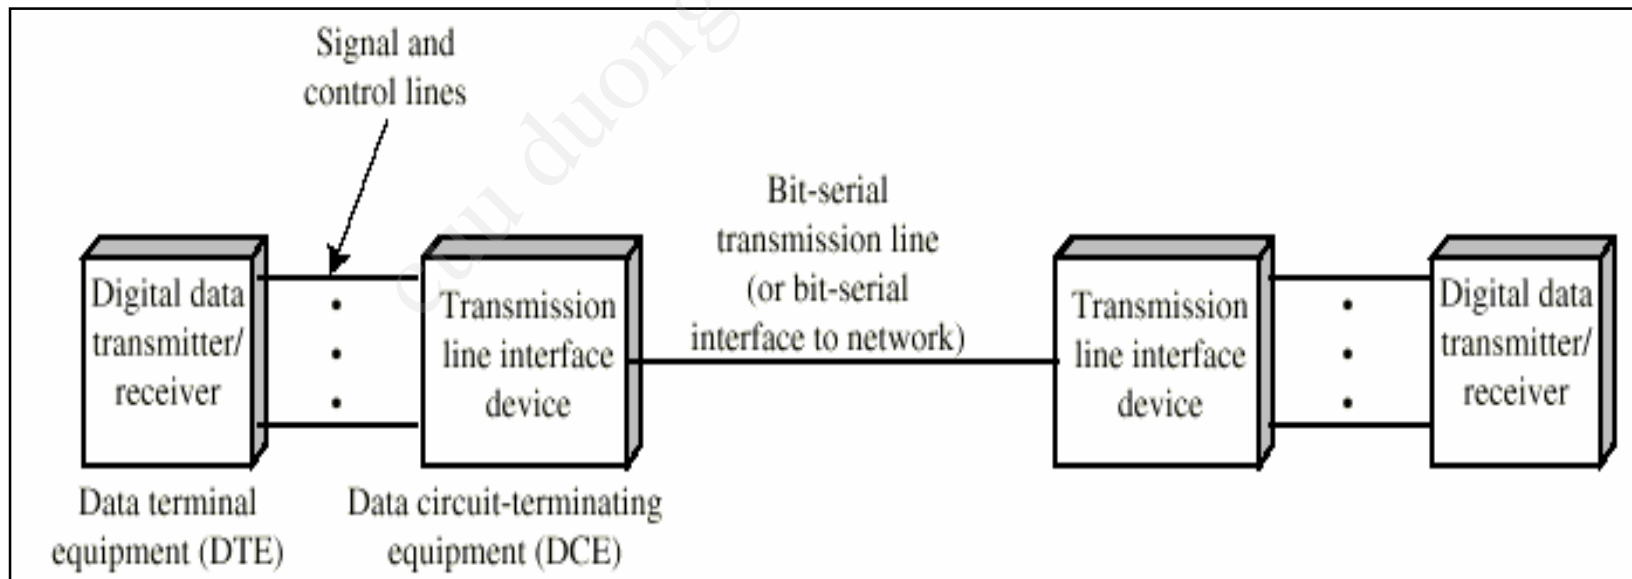 Signal and
control lines
Bit-serial
transmission line
(or bit-serial
interface to network)
Digital data
transmitter/
receiver
Transmission
line interface
device
Transmission
line interface
device
Digital data
transmitter/
receiver
Data terminal
equipment (DTE)
Data circuit-terminating
equipment (DCE)
cuu duong